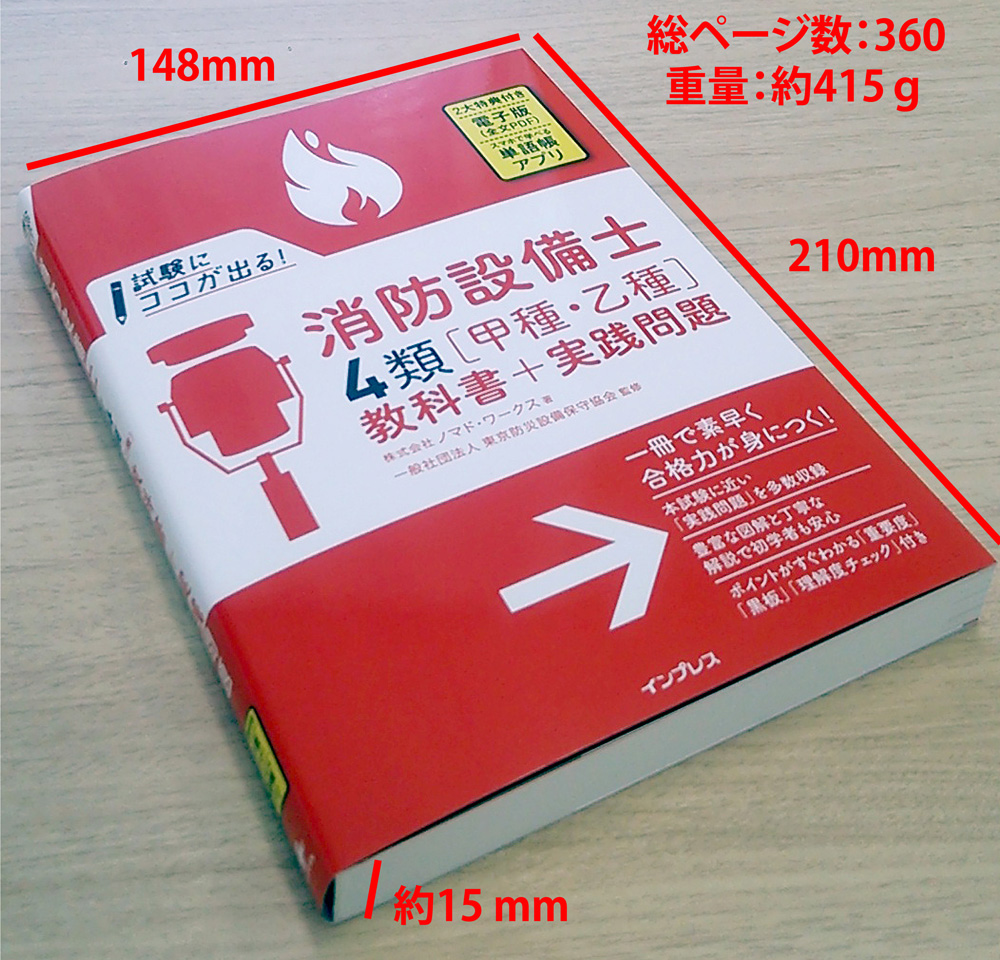 148mm
総ページ数：360
重量：約415ｇ
210mm
2大特典付き
電子版
(全文PDF)
スマホで学べる
単語帳
アプリ
試験に
ココが出る！
消防設備士
4類［甲種・乙種］
教科書＋実践問題
株式会社ノマド・ワークス 著
一般社団法人 東京防災設備保守協会 監修
一冊で素早く
合格力が身につく！
本試験に近い
「実践問題」を多数収録
豊富な図解と丁寧な
解説で初学者も安心
ポイントがすぐわかる「重要度」
「黒板」「理解度チェック」付き
インプレス
約15 mm